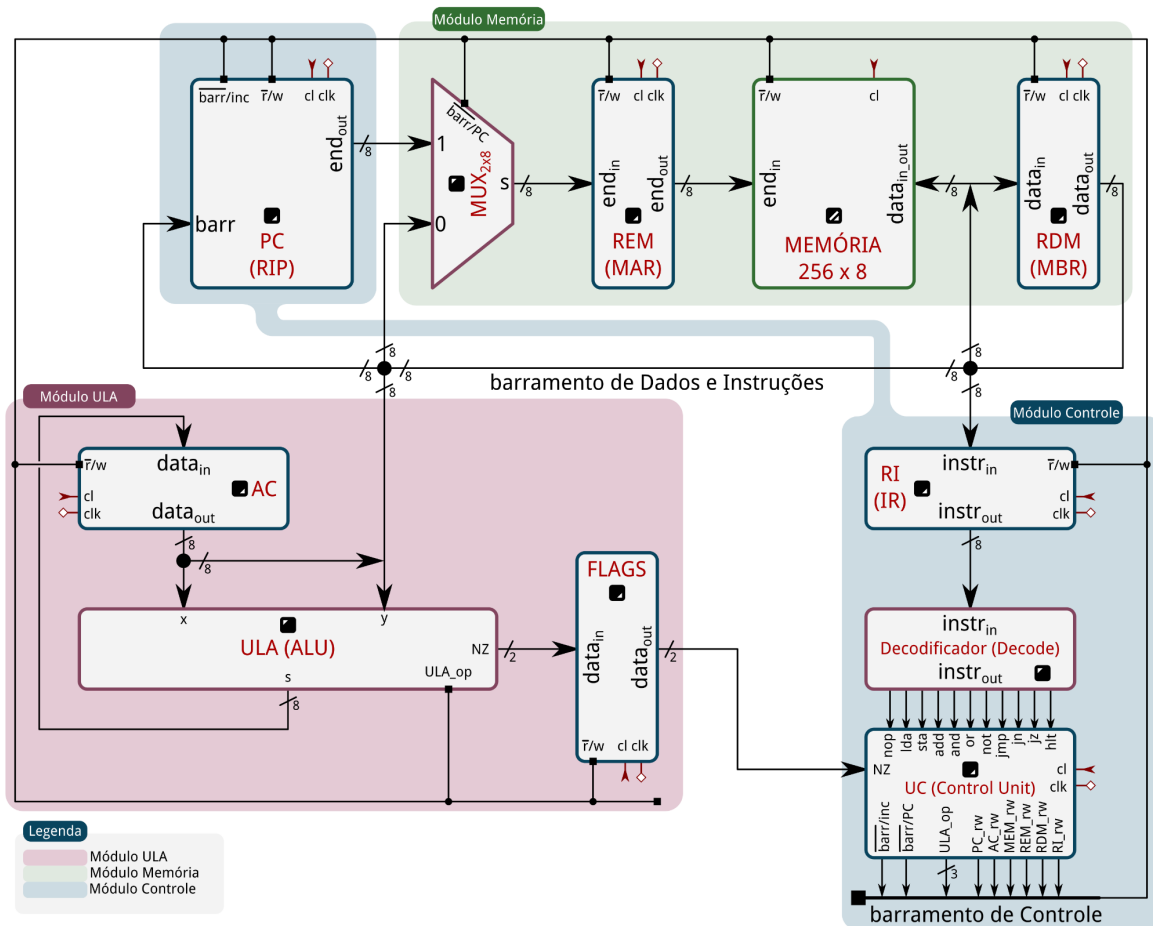 Módulo Memória
barr/inc
r̅/w
cl clk
end_out
8
barr
PC
(RIP)
barr/PC
1
0
MUX_2x8
s
8
r̅/w
cl clk
end_in
end_out
REM
(MAR)
8
r̅/w
cl
end_in
data_in_out
MEMÓRIA
256 x 8
8
r̅/w
cl clk
data_in
data_out
RDM
(MBR)
8
8
8
8
8
8
8
barramento de Dados e Instruções
Módulo ULA
r̅/w
cl
clk
data_in
AC
data_out
8
8
x
y
ULA (ALU)
NZ
ULA_op
s
8
2
FLAGS
data_in
data_out
r̅/w
cl clk
2
Módulo Controle
instr_in
RI
(IR)
r̅/w
cl
clk
instr_out
8
instr_in
Decodificador (Decode)
instr_out
nop
lda
sta
add
and
or
not
jmp
jn
jz
hlt
NZ
UC (Control Unit)
cl
clk
barr/inc
barr/PC
ULA_op
PC_rw
AC_rw
MEM_rw
REM_rw
RDM_rw
RI_rw
3
barramento de Controle
Legenda
Módulo ULA
Módulo Memória
Módulo Controle